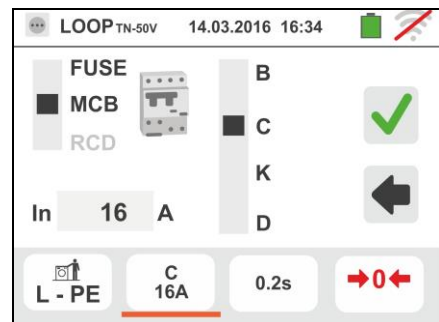 LOOP TN-50V 14.03.2016 16:34
FUSE
MCB
RCD
B
C
K
D
In 16 A
L - PE
C
16A
0.2s
0